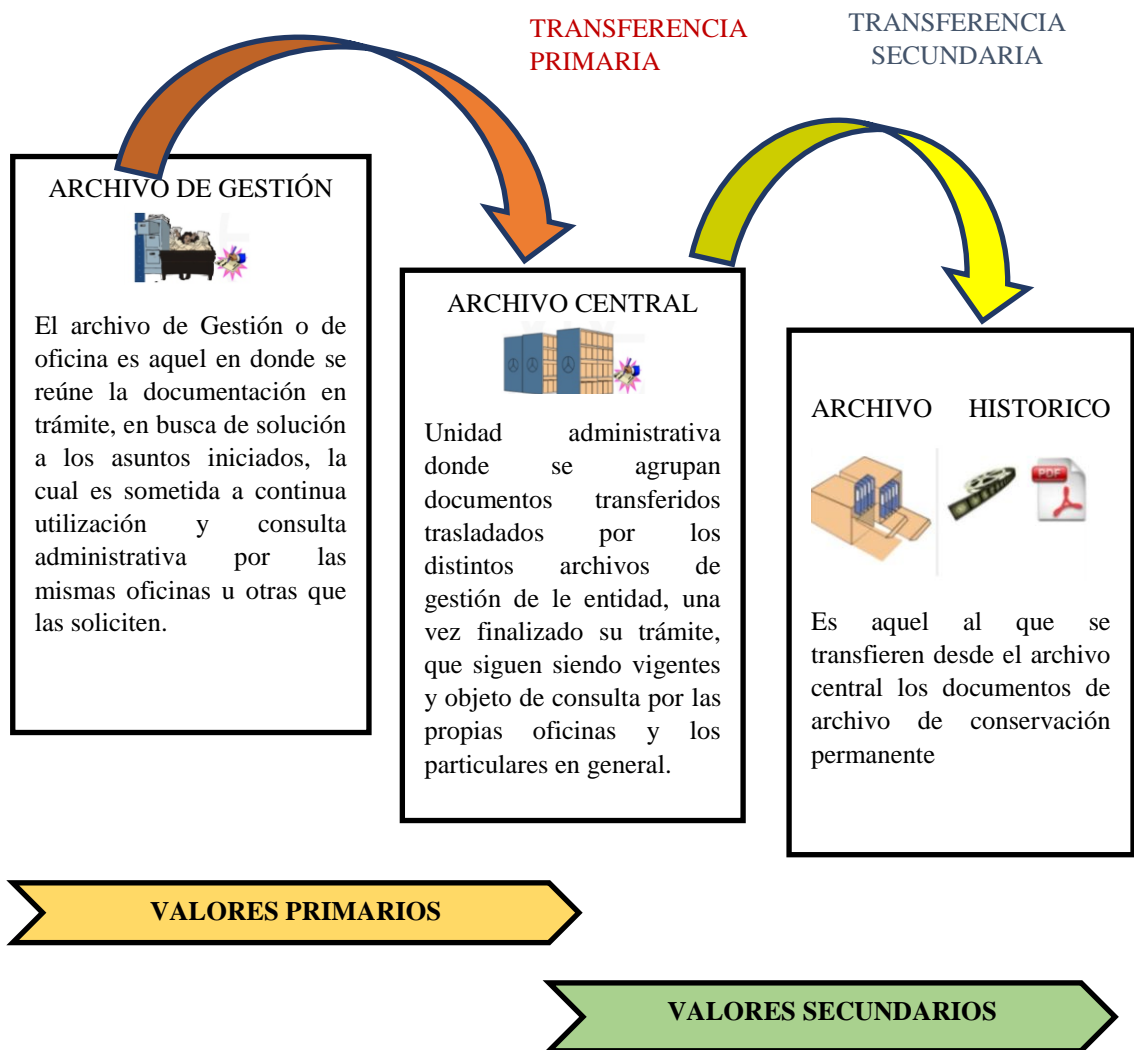 TRANSFERENCIA
PRIMARIA
TRANSFERENCIA
SECUNDARIA
ARCHIVO DE GESTIÓN
El archivo de Gestión o de
oficina es aquel en donde se
reúne la documentación en
trámite, en busca de solución
a los asuntos iniciados, la
cual es sometida a continua
utilización y consulta
administrativa por las
mismas oficinas u otras que
las soliciten.
ARCHIVO CENTRAL
Unidad administrativa
donde se agrupan
documentos transferidos
trasladados por los
distintos archivos de
gestión de le entidad, una
vez finalizado su trámite,
que siguen siendo vigentes
y objeto de consulta por las
propias oficinas y los
particulares en general.
ARCHIVO HISTORICO
PDF
Es aquel al que se
transfieren desde el archivo
central los documentos de
archivo de conservación
permanente
VALORES PRIMARIOS
VALORES SECUNDARIOS